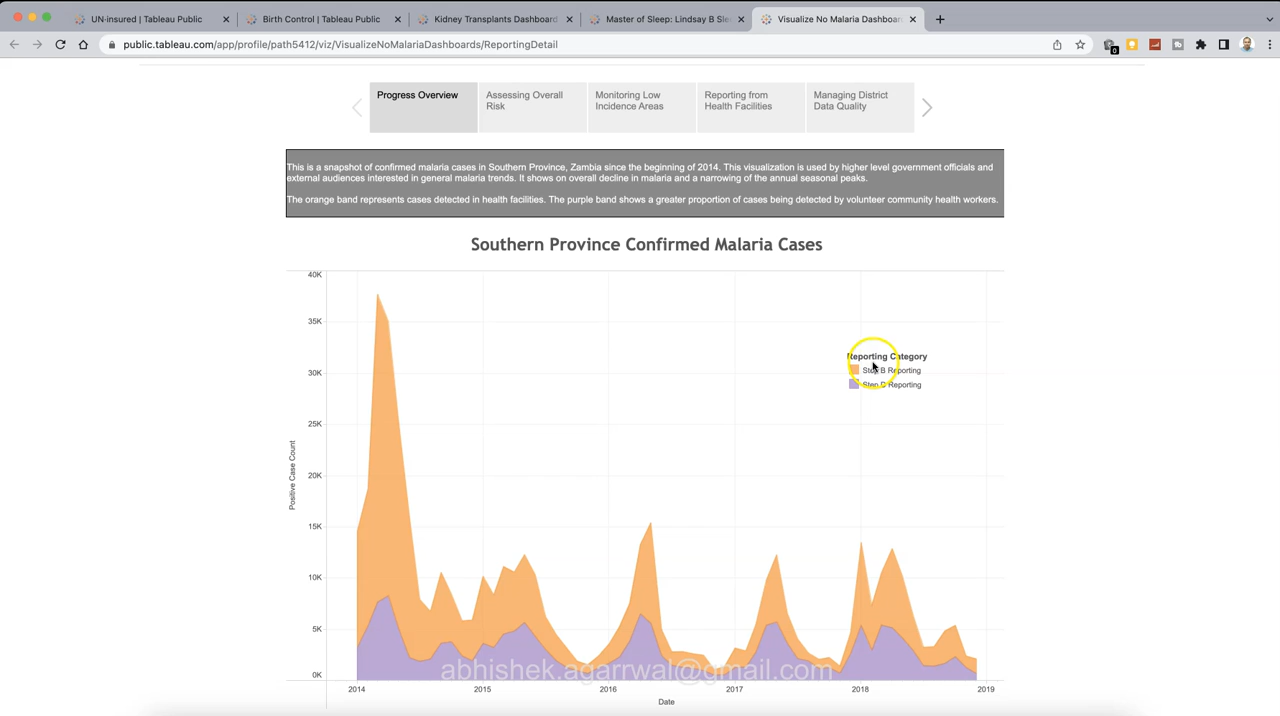 UN-insured | Tableau Public
Birth Control | Tableau Public
Kidney Transplants Dashboard
Master of Sleep: Lindsay B Sle
Visualize No Malaria Dashboar
public.tableau.com/app/profile/path5412/viz/VisualizeNoMalariaDashboards/ReportingDetail
0
Progress Overview
Assessing Overall
Risk
Monitoring Low
Incidence Areas
Reporting from
Health Facilities
Managing District
Data Quality
This is a snapshot of confirmed malaria cases in Southern Province, Zambia since the beginning of 2014. This visualization is used by higher level government officials and
external audiences interested in general malaria trends. It shows on overall decline in malaria and a narrowing of the annual seasonal peaks.
The orange band represents cases detected in health facilities. The purple band shows a greater proportion of cases being detected by volunteer community health workers.
Southern Province Confirmed Malaria Cases
40K
35K
30K
25K
20K
15K
10K
5K
0K
Positive Case Count
Reporting Category
Step B Reporting
Step D Reporting
abhishek.agarrwal@gmail.com
2014
2015
2016
2017
2018
2019
Date